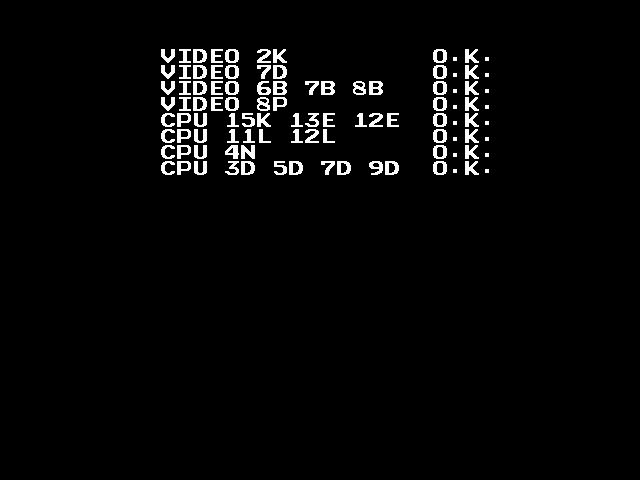 VIDEO 2K O.K.
VIDEO 7D O.K.
VIDEO 6B 7B 8B O.K.
VIDEO 8P O.K.
CPU 15K 13E 12E O.K.
CPU 11L 12L O.K.
CPU 4N O.K.
CPU 3D 5D 7D 9D O.K.